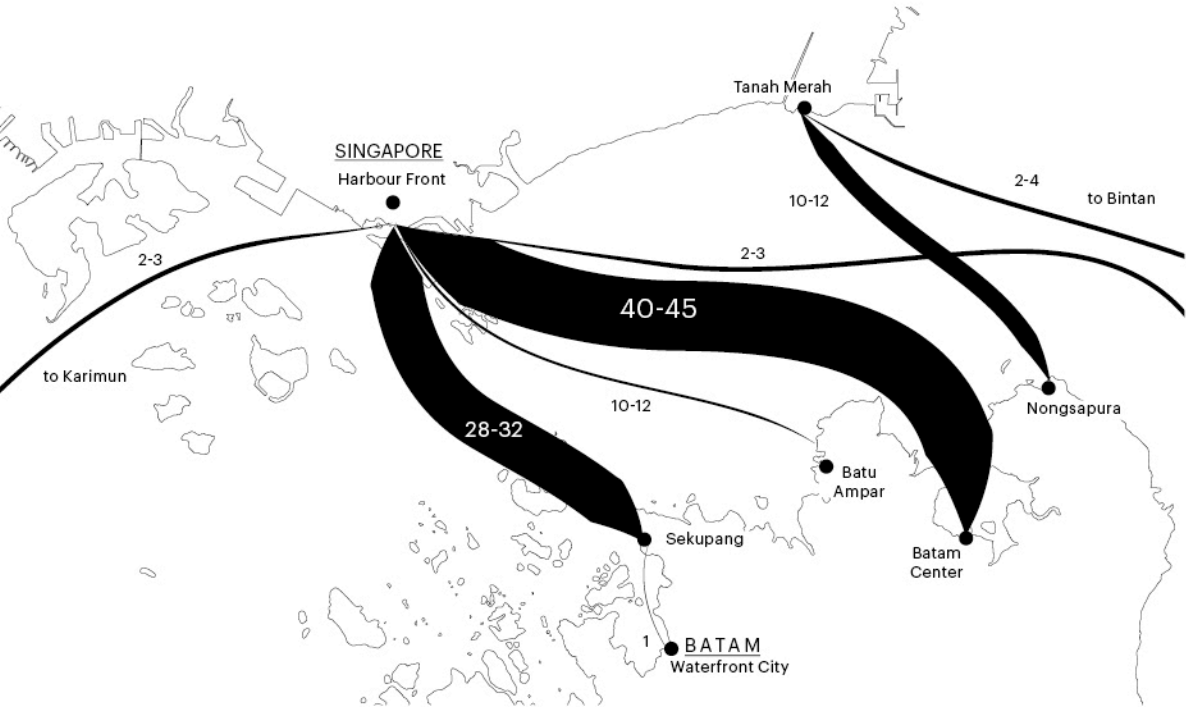 Tanah Merah
SINGAPORE
Harbour Front
2-4
to Bintan
10-12
2-3
2-3
40-45
to Karimun
10-12
Nongsapura
28-32
Batu
Ampar
Sekupang
Batam
Center
1
BATAM
Waterfront City